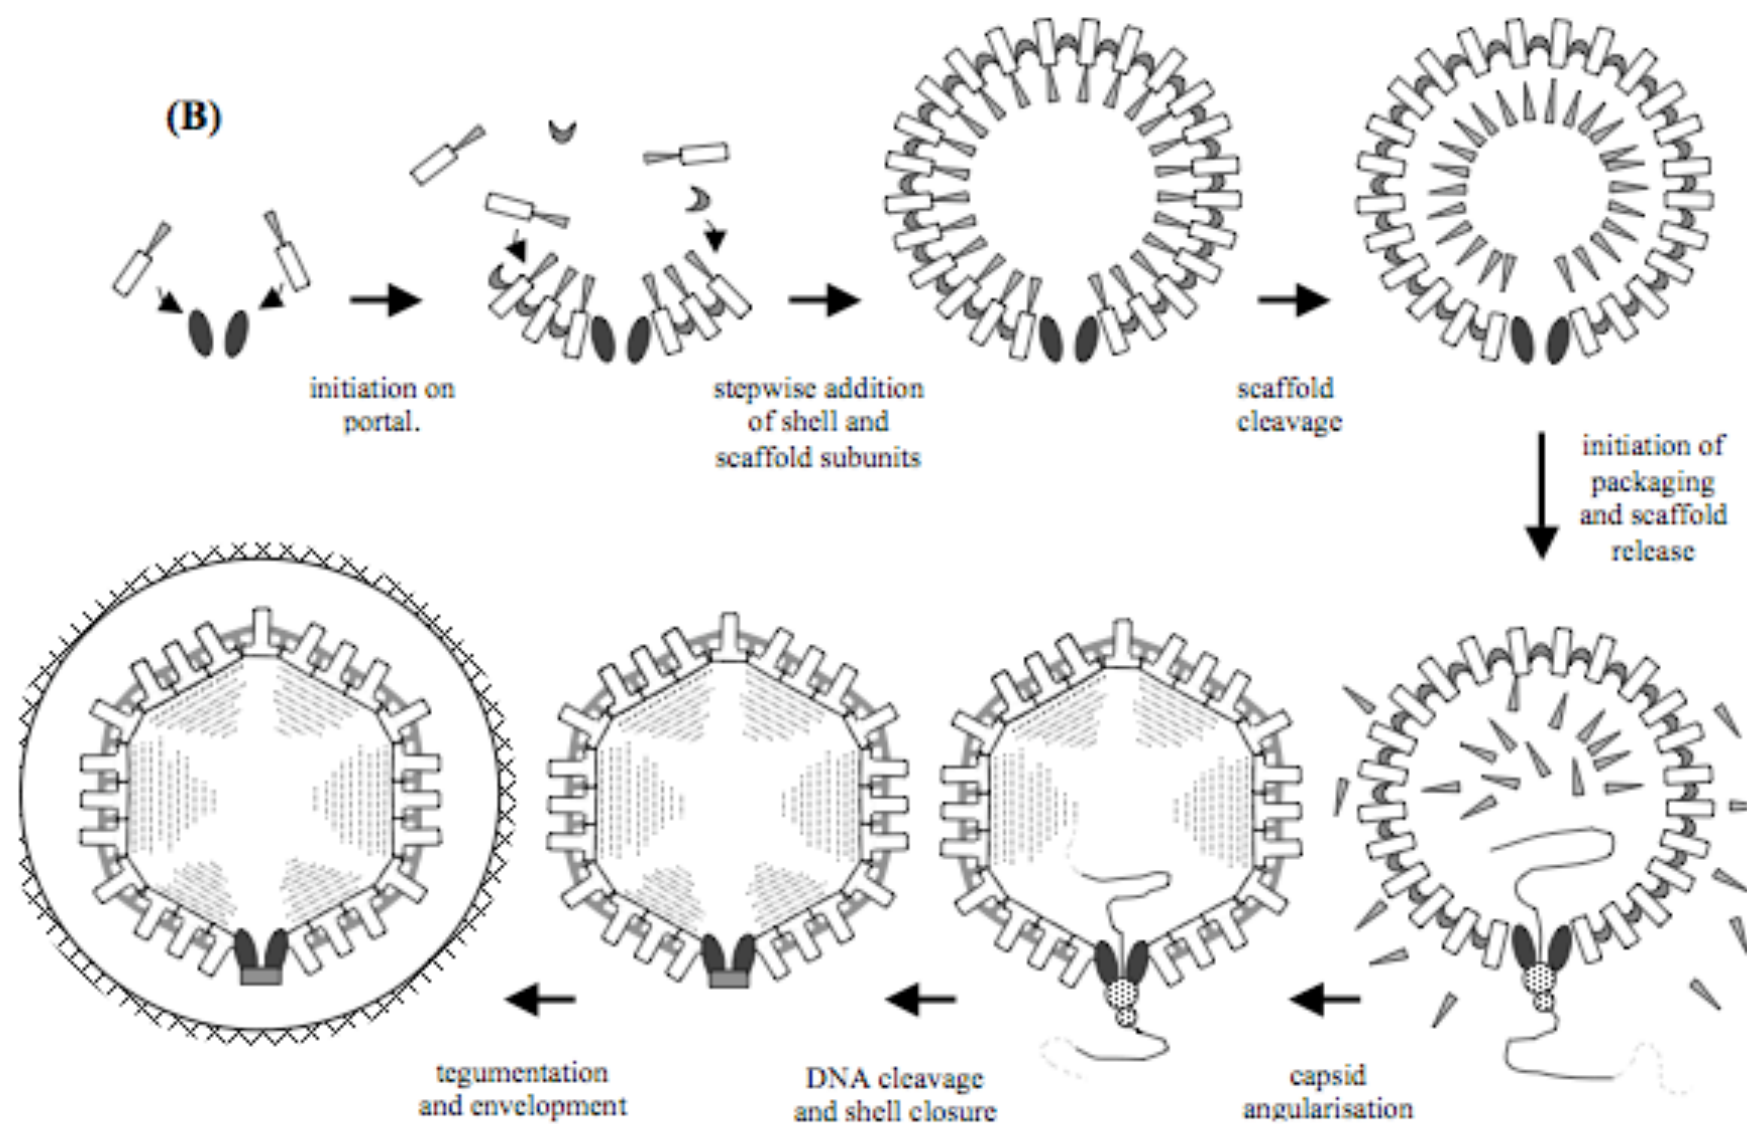 (B)
initiation on
portal.
stepwise addition
of shell and
scaffold subunits
scaffold
cleavage
initiation of
packaging
and scaffold
release
capsid
angularisation
DNA cleavage
and shell closure
tegumentation
and envelopment